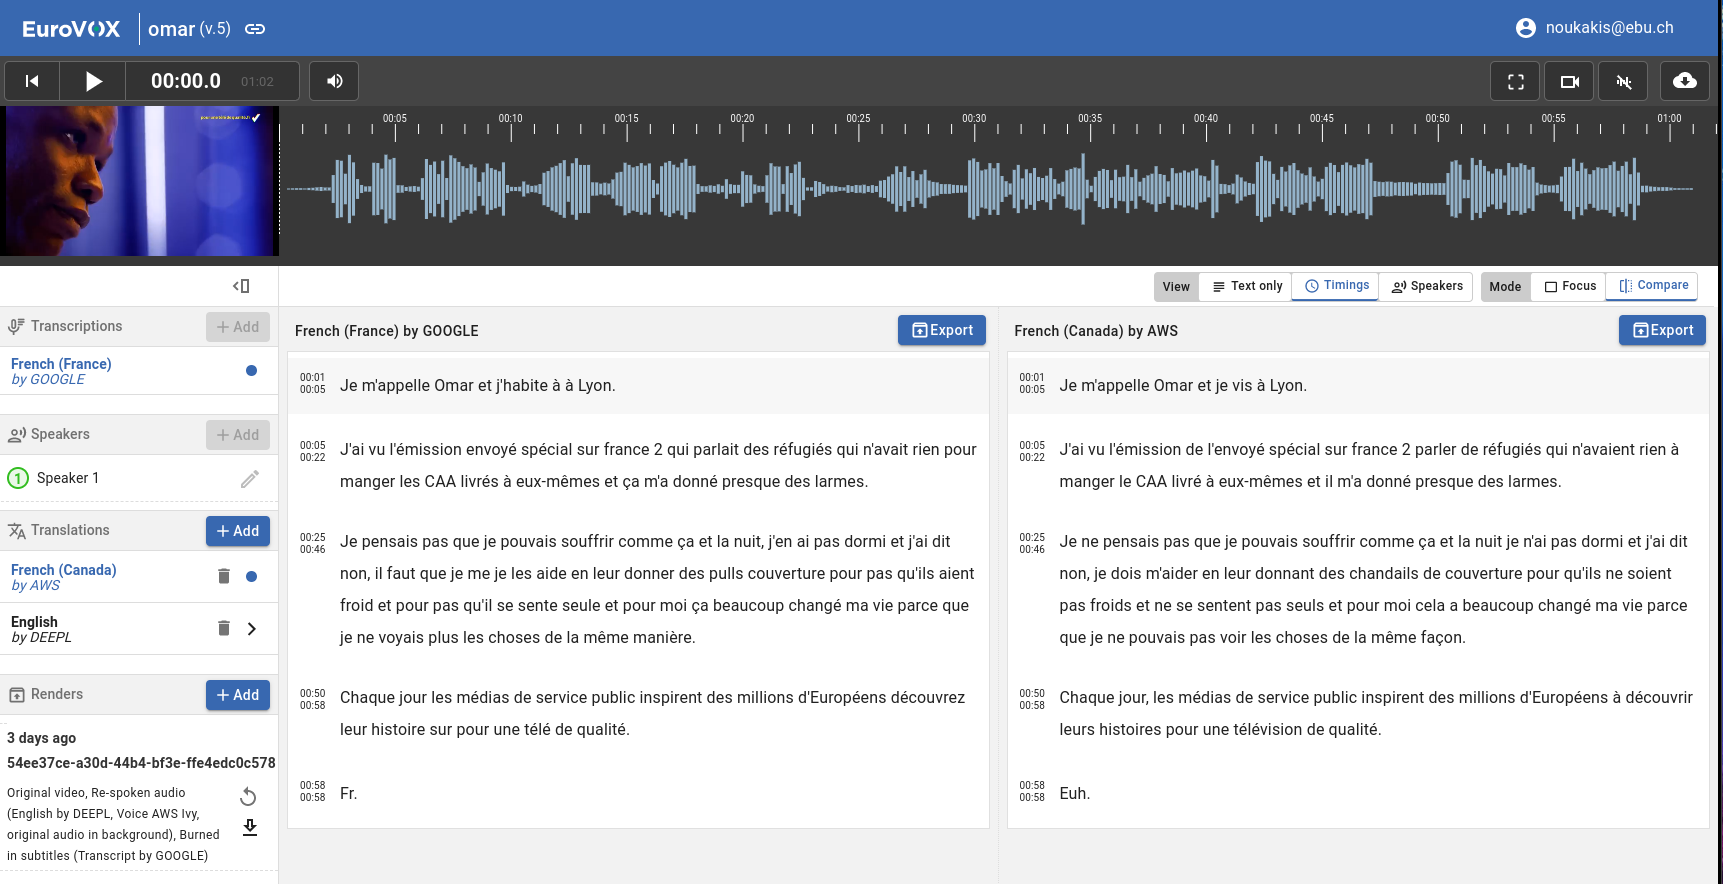 EuroVOX
omar (v.5)
noukakis@ebu.ch
00:00.0
01:02
00:05
00:10
00:15
00:20
00:25
00:30
00:35
00:40
00:45
00:50
00:55
01:00
View
Text only
Timings
Speakers
Mode
Focus
Compare
Transcriptions
Add
French (France)
by GOOGLE
Speakers
Add
1
Speaker 1
Translations
Add
French (Canada)
by AWS
English
by DEEPL
Renders
Add
3 days ago
54ee37ce-a30d-44b4-bf3e-ffe4edc0c578
Original video, Re-spoken audio
(English by DEEPL, Voice AWS Ivy,
original audio in background), Burned
in subtitles (Transcript by GOOGLE)
French (France) by GOOGLE
Export
00:01
00:05
Je m'appelle Omar et j'habite à à Lyon.
00:05
00:22
J'ai vu l'émission envoyé spécial sur france 2 qui parlait des réfugiés qui n'avait rien pour
manger les CAA livrés à eux-mêmes et ça m'a donné presque des larmes.
00:25
00:46
Je pensais pas que je pouvais souffrir comme ça et la nuit, j'en ai pas dormi et j'ai dit
non, il faut que je me je les aide en leur donner des pulls couverture pour pas qu'ils aient
froid et pour pas qu'il se sente seule et pour moi ça beaucoup changé ma vie parce que
je ne voyais plus les choses de la même manière.
00:50
00:58
Chaque jour les médias de service public inspirent des millions d'Européens découvrez
leur histoire sur pour une télé de qualité.
00:58
00:58
Fr.
French (Canada) by AWS
Export
00:01
00:05
Je m'appelle Omar et je vis à Lyon.
00:05
00:22
J'ai vu l'émission de l'envoyé spécial sur france 2 parler de réfugiés qui n'avaient rien à
manger le CAA livré à eux-mêmes et il m'a donné presque des larmes.
00:25
00:46
Je ne pensais pas que je pouvais souffrir comme ça et la nuit je n'ai pas dormi et j'ai dit
non, je dois m'aider en leur donnant des chandails de couverture pour qu'ils ne soient
pas froids et ne se sentent pas seuls et pour moi cela a beaucoup changé ma vie parce
que je ne pouvais pas voir les choses de la même façon.
00:50
00:58
Chaque jour, les médias de service public inspirent des millions d'Européens à découvrir
leurs histoires pour une télévision de qualité.
00:58
00:58
Euh.